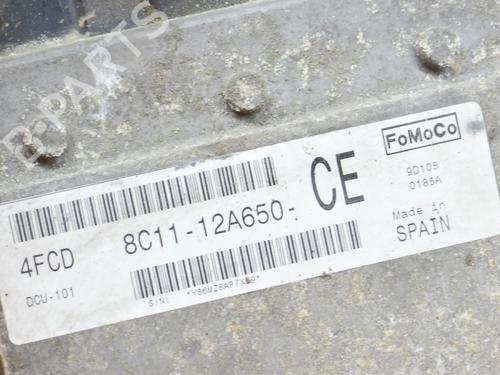 B-PARTS
FoMoCo
9D105
0185A
4FCD 8C11-12A650- CE
Made in
SPAIN
DCU-101
S/N: